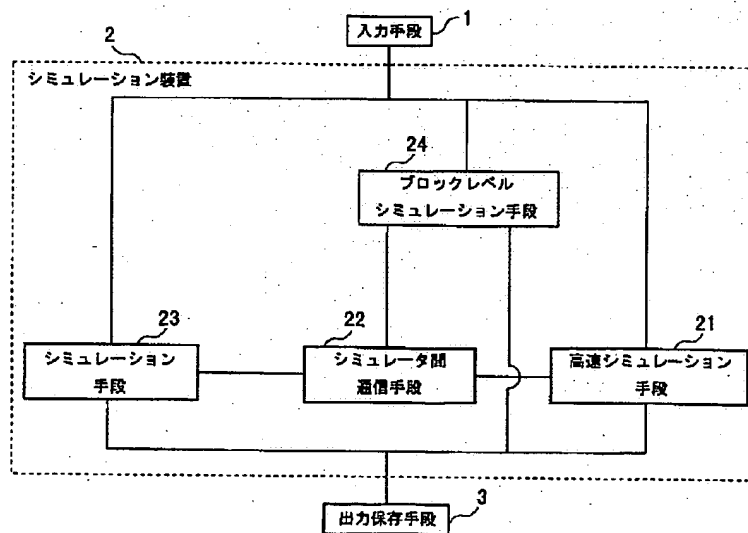 入力手段
1
2
シミュレーション装置
24
ブロックレベル
シミュレーション手段
23
シミュレーション
手段
22
シミュレータ間
通信手段
21
高速シミュレーション
手段
出力保存手段
3